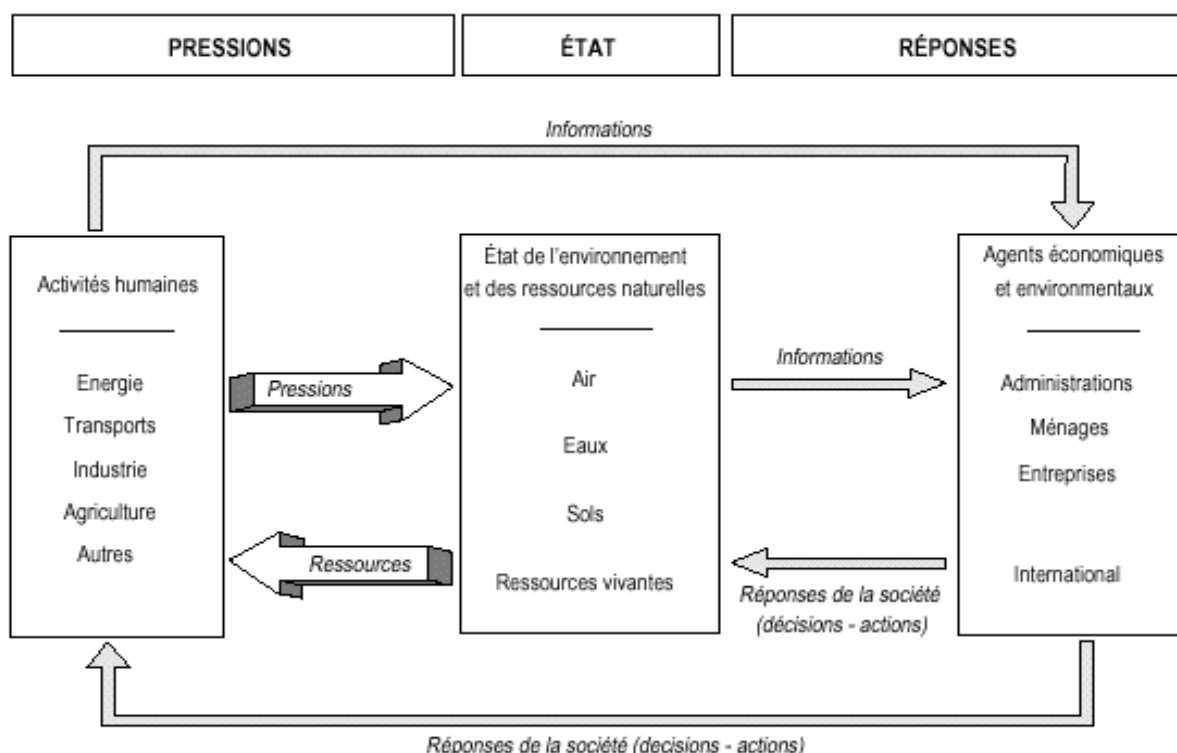 PRESSIONS
ÉTAT
RÉPONSES
Informations
Activités humaines
Energie
Transports
Industrie
Agriculture
Autres
Pressions
Ressources
État de l'environnement
et des ressources naturelles
Air
Eaux
Sols
Ressources vivantes
Informations
Réponses de la société
(décisions - actions)
Agents économiques
et environmentaux
Administrations
Ménages
Entreprises
International
Réponses de la société (decisions - actions)